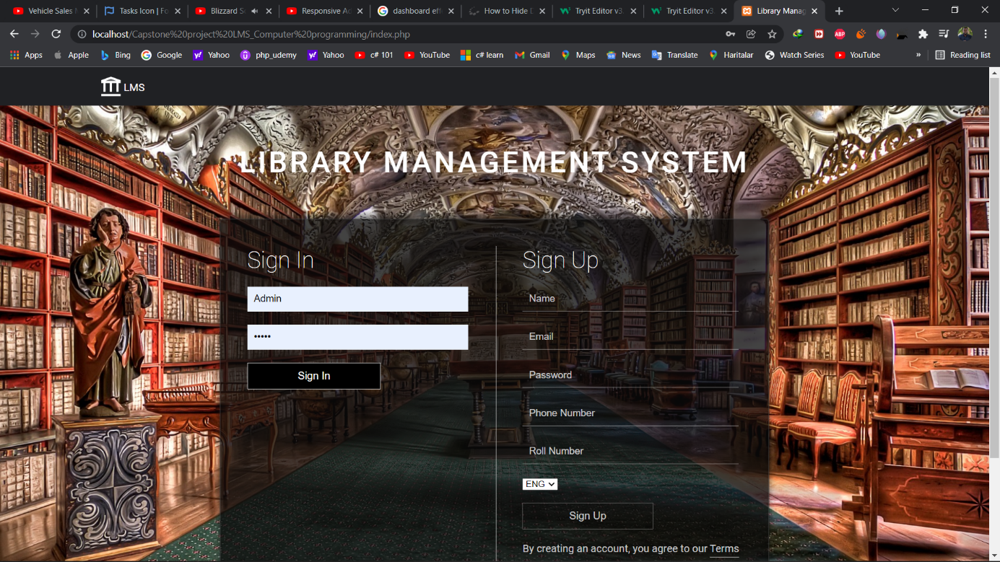 Vehicle Sales M
Tasks Icon | Fo
Blizzard S
Responsive Ad
dashboard eff
How to Hide D
Tryit Editor v3.
Tryit Editor v3.
Library Manag
localhost/Capstone%20project%20LMS_Computer%20programming/index.php
ABP
Apps
Apple
Bing
Google
Yahoo
php_udemy
Yahoo
c# 101
YouTube
c# learn
Gmail
Maps
News
Translate
Haritalar
Watch Series
YouTube
»
Reading list
LMS
LIBRARY MANAGEMENT SYSTEM
Sign In
Admin
•••••
Sign In
Sign Up
Name
Email
Password
Phone Number
Roll Number
ENG
Sign Up
By creating an account, you agree to our Terms